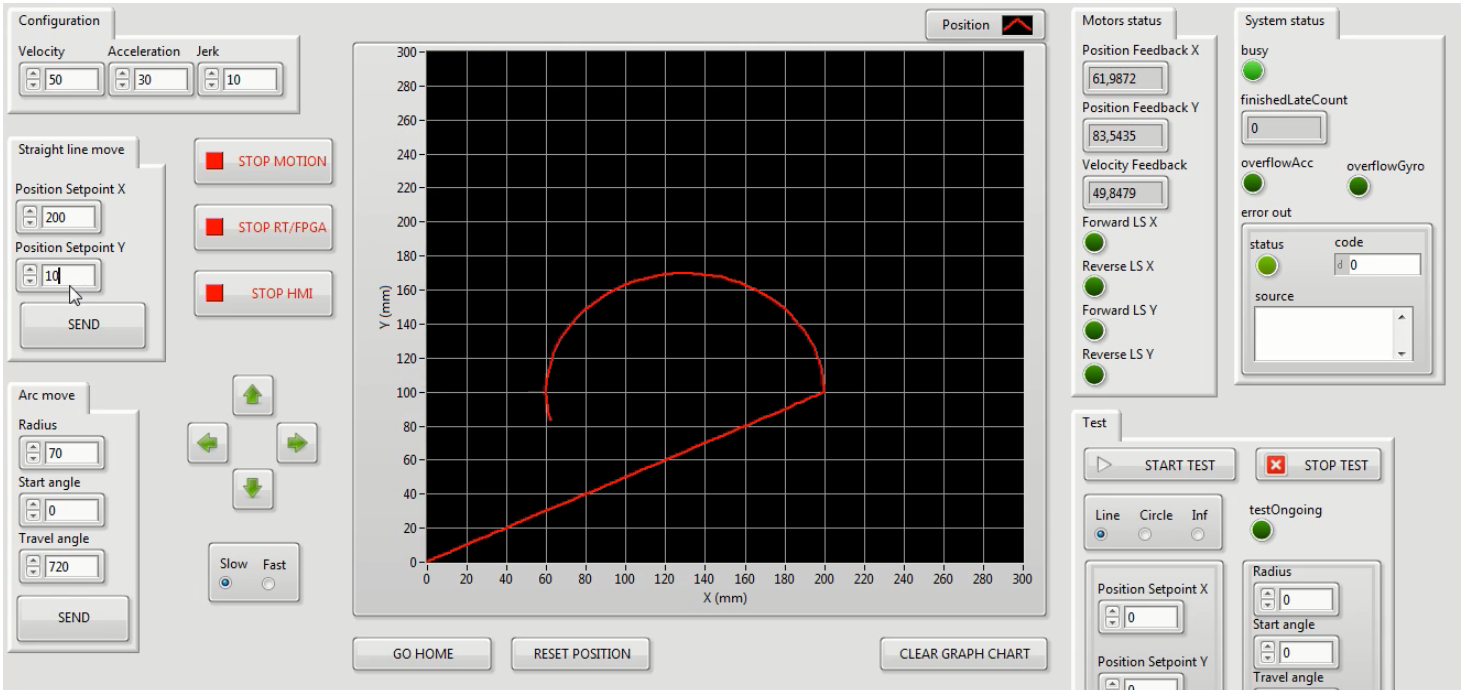 Configuration
Velocity Acceleration Jerk
50 30 10
Straight line move
Position Setpoint X
200
Position Setpoint Y
10
SEND
STOP MOTION
STOP RT/FPGA
STOP HMI
Arc move
Radius
70
Start angle
0
Travel angle
720
SEND
Slow Fast
Position
300
280
260
240
220
200
180
160
140
120
100
80
60
40
20
0
Y (mm)
0 20 40 60 80 100 120 140 160 180 200 220 240 260 280 300
X (mm)
GO HOME RESET POSITION CLEAR GRAPH CHART
Motors status
Position Feedback X
61,9872
Position Feedback Y
83,5435
Velocity Feedback
49,8479
Forward LS X
Reverse LS X
Forward LS Y
Reverse LS Y
System status
busy
finishedLateCount
0
overflowAcc overflowGyro
error out
status code
d 0
source
Test
START TEST STOP TEST
Line Circle Inf
testOngoing
Position Setpoint X
0
Position Setpoint Y
0
Radius
0
Start angle
0
Travel angle